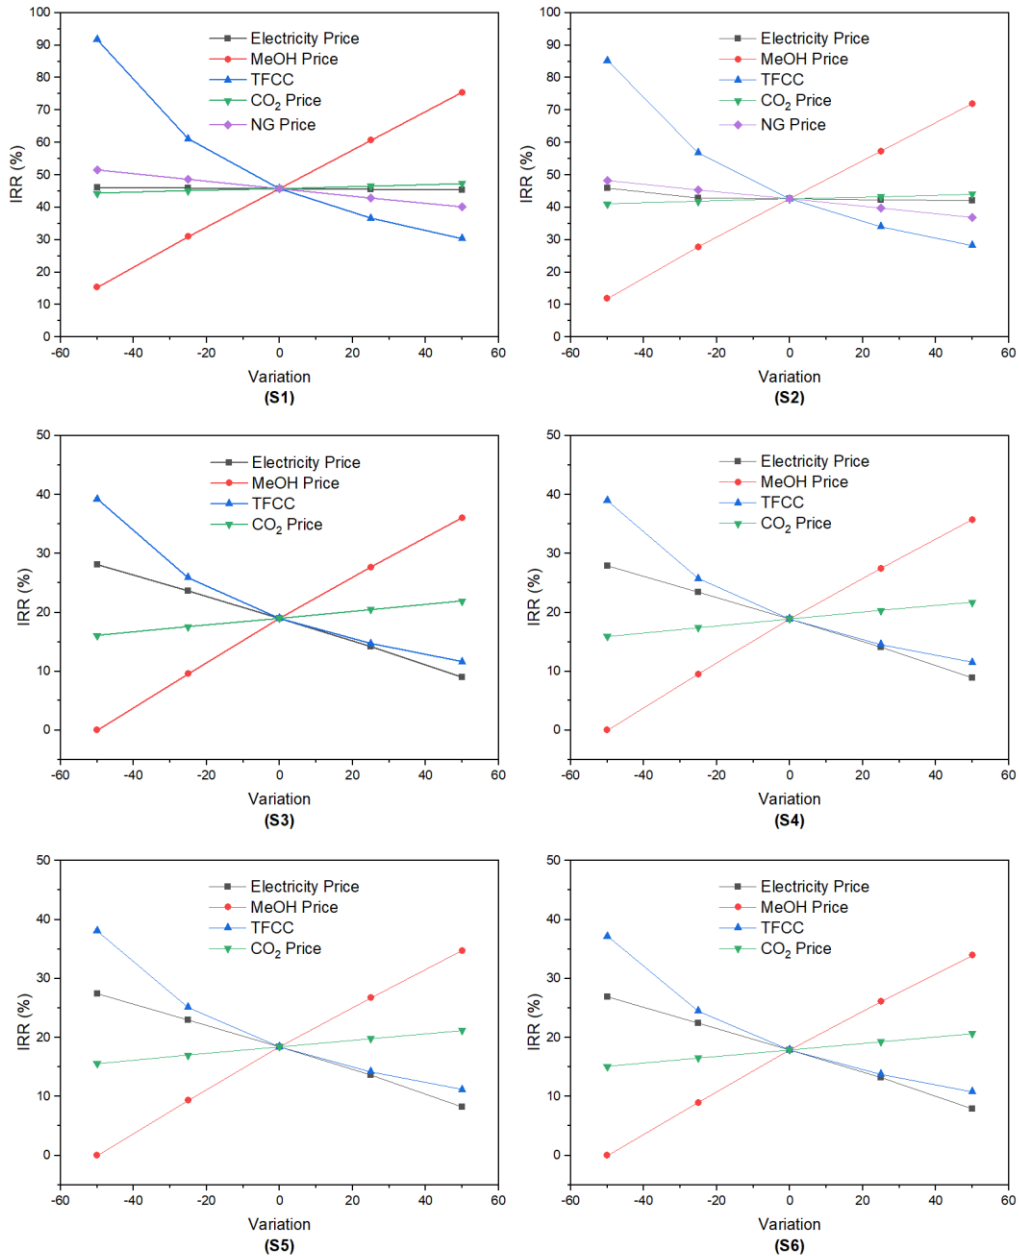 100
90
80
70
60
50
40
30
20
10
0
IRR (%)
Electricity Price
MeOH Price
TFCC
CO₂ Price
NG Price
-60 -40 -20 0 20 40 60
Variation
(S1)
100
90
80
70
60
50
40
30
20
10
0
IRR (%)
Electricity Price
MeOH Price
TFCC
CO₂ Price
NG Price
-60 -40 -20 0 20 40 60
Variation
(S2)
50
40
30
20
10
0
IRR (%)
Electricity Price
MeOH Price
TFCC
CO₂ Price
-60 -40 -20 0 20 40 60
Variation
(S3)
50
40
30
20
10
0
IRR (%)
Electricity Price
MeOH Price
TFCC
CO₂ Price
-60 -40 -20 0 20 40 60
Variation
(S4)
50
40
30
20
10
0
IRR (%)
Electricity Price
MeOH Price
TFCC
CO₂ Price
-60 -40 -20 0 20 40 60
Variation
(S5)
50
40
30
20
10
0
IRR (%)
Electricity Price
MeOH Price
TFCC
CO₂ Price
-60 -40 -20 0 20 40 60
Variation
(S6)